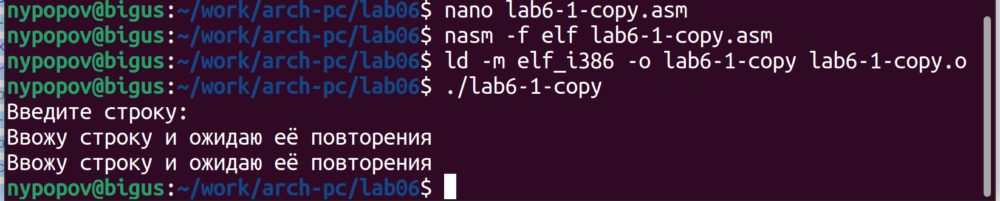 nypopov@bigus:~/work/arch-pc/lab06$ nano lab6-1-copy.asm
nypopov@bigus:~/work/arch-pc/lab06$ nasm -f elf lab6-1-copy.asm
nypopov@bigus:~/work/arch-pc/lab06$ ld -m elf_i386 -o lab6-1-copy lab6-1-copy.o
nypopov@bigus:~/work/arch-pc/lab06$ ./lab6-1-copy
Введите строку:
Ввожу строку и ожидаю её повторения
Ввожу строку и ожидаю её повторения
nypopov@bigus:~/work/arch-pc/lab06$